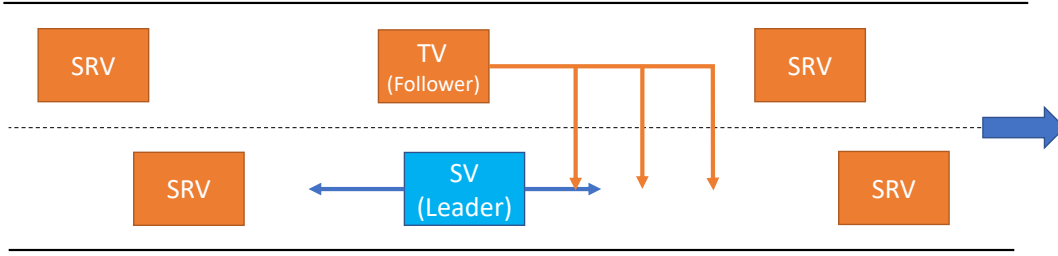 SRV
TV
(Follower)
SRV
SRV
SV
(Leader)
SRV